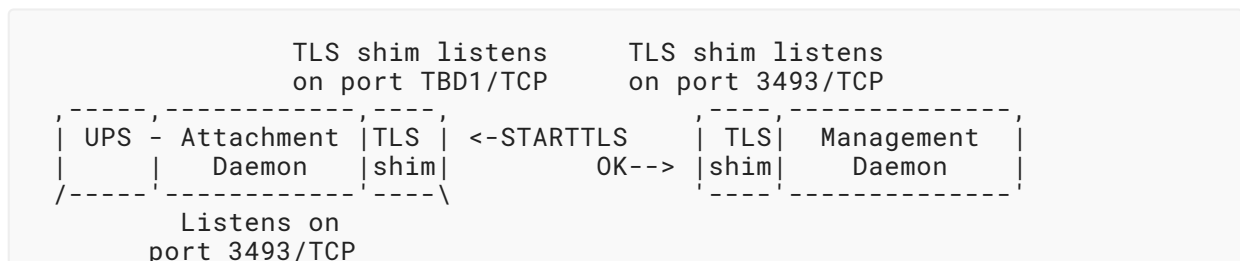 TLS shim listens     TLS shim listens
on port TBD1/TCP     on port 3493/TCP
,-----,------------,----,                ,----,--------------,
| UPS - Attachment |TLS | <-STARTTLS    | TLS|  Management  |
|     |   Daemon   |shim|         OK--> |shim|    Daemon    |
/-----'------------'----\                '----'--------------'
Listens on
port 3493/TCP